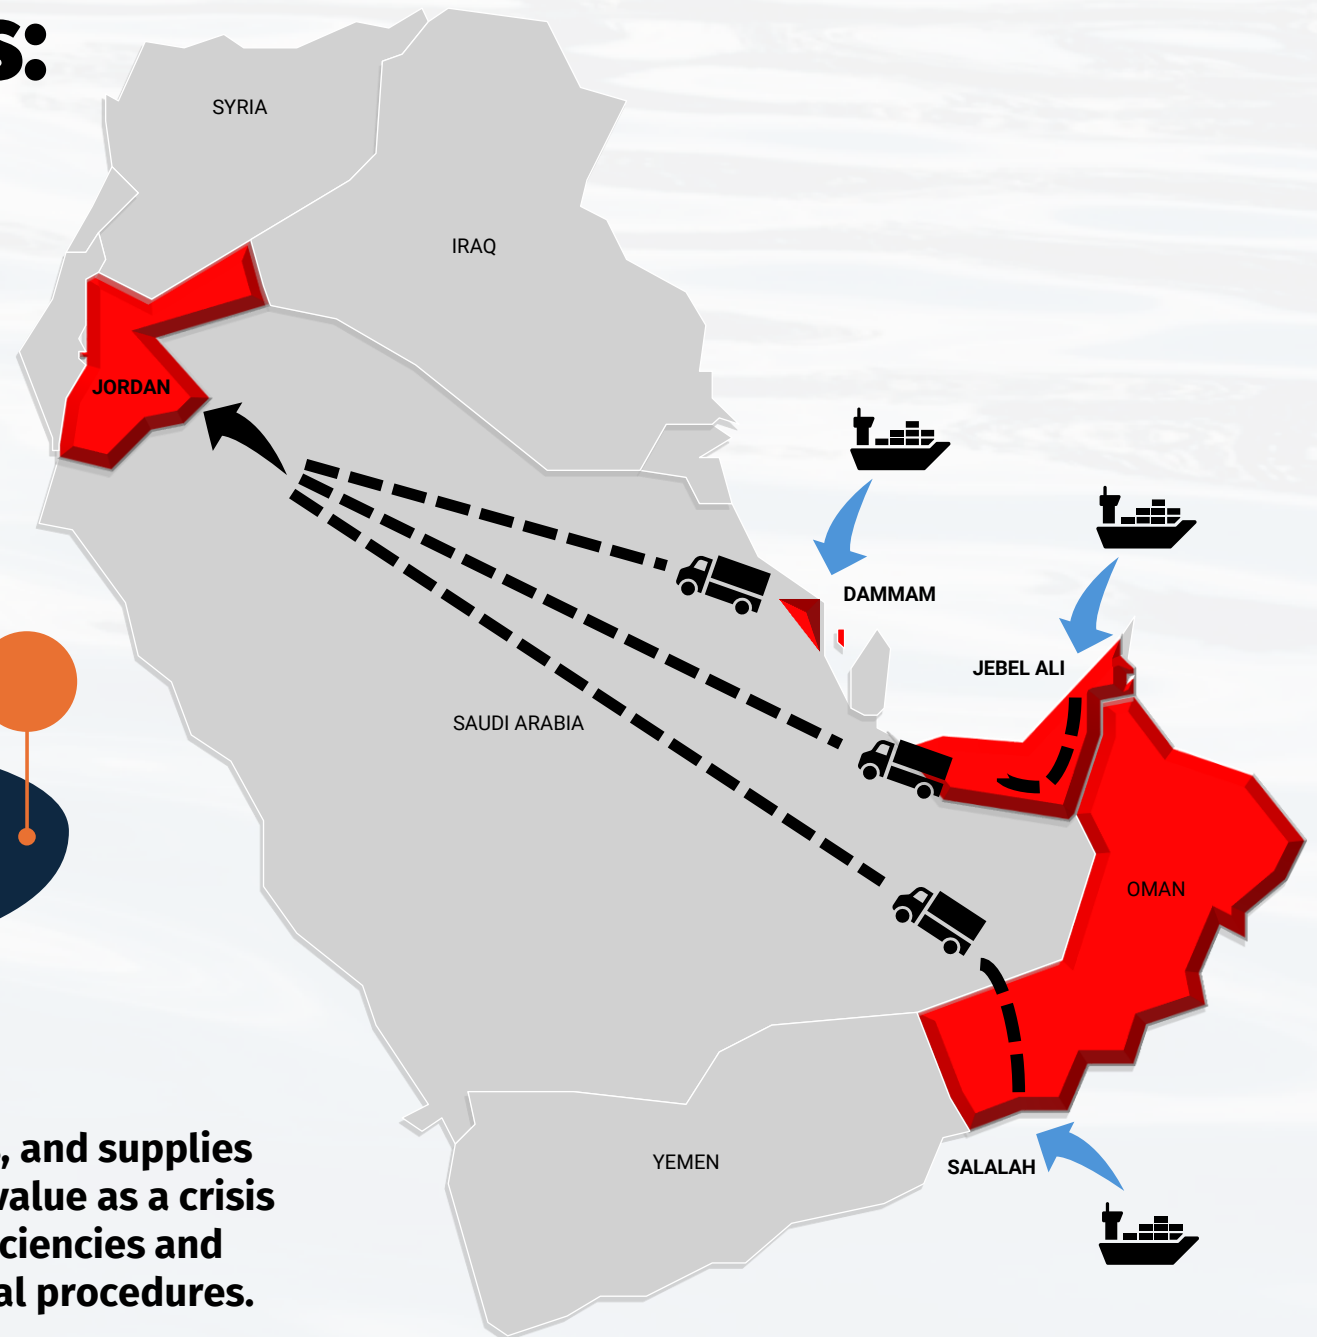 s:
SYRIA
IRAQ
JORDAN
DAMMAM
JEBEL ALI
SAUDI ARABIA
OMAN
YEMEN
SALALAH
, and supplies
value as a crisis
ciencies and
al procedures.